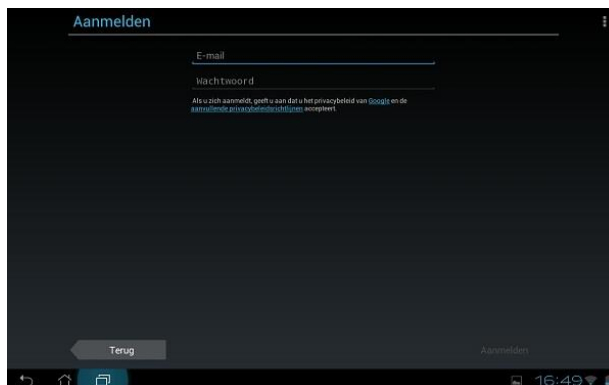 Aanmelden
E-mail
Wachtwoord
Als u zich aanmeldt, geeft u aan dat u het privacybeleid van Google en de
aanvullende privacybeleidsrichtlijnen accepteert.
Terug
Aanmelden
16:49